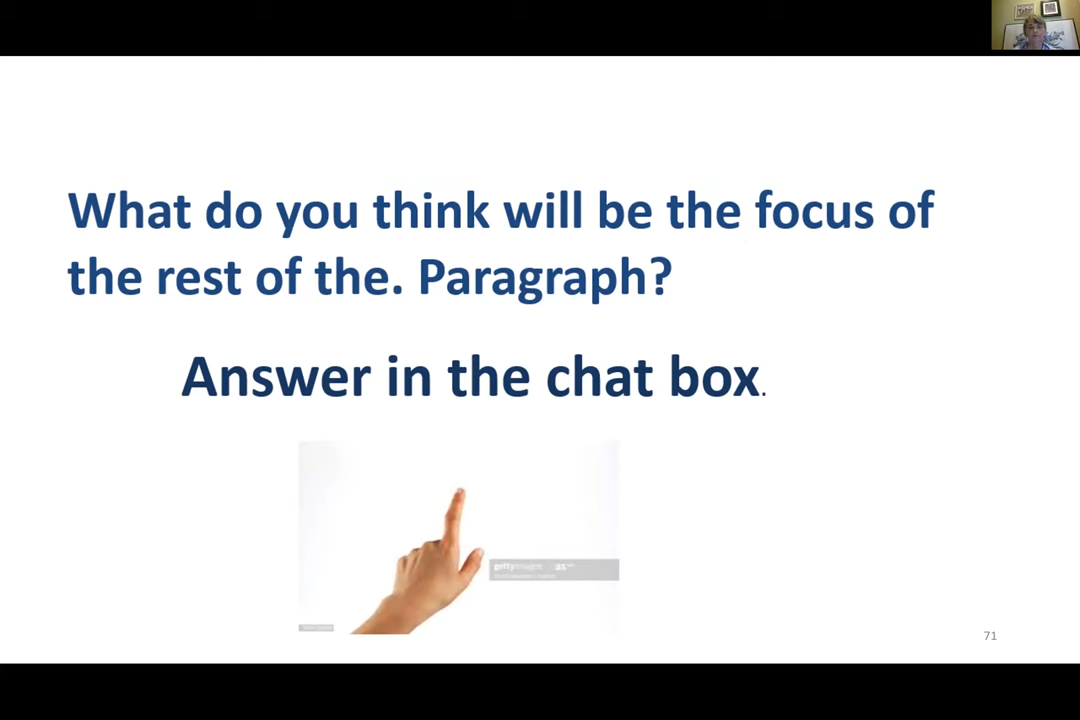 What do you think will be the focus of
the rest of the. Paragraph?
Answer in the chat box.
gettyimages
71